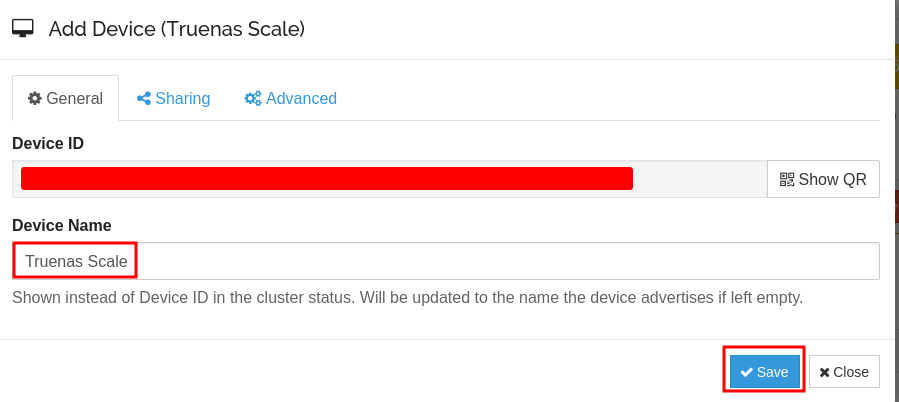 Add Device (Truenas Scale)
General Sharing Advanced
Device ID
Show QR
Device Name
Truenas Scale
Shown instead of Device ID in the cluster status. Will be updated to the name the device advertises if left empty.
Save Close